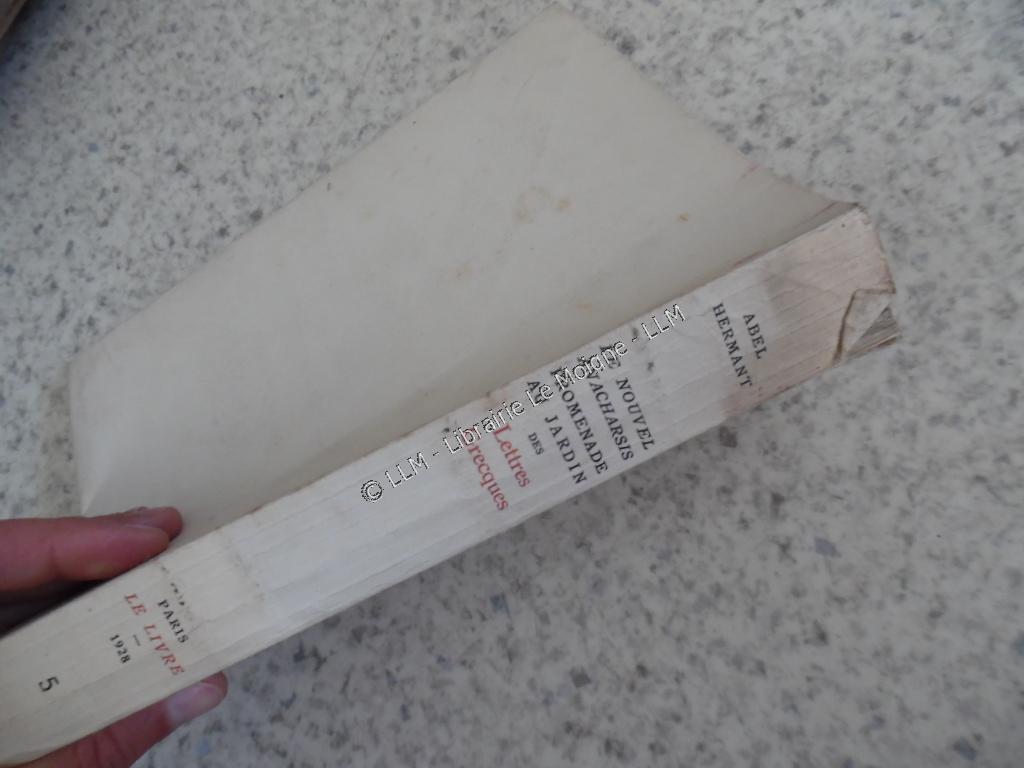 ABEL
HERMANT
LE NOUVEL
ANACHARSIS
PROMENADE
AU JARDIN
DES
Lettres
Grecques
PARIS
LE LIVRE
1928
5
© LLM - Librairie Le Moigne - LLM